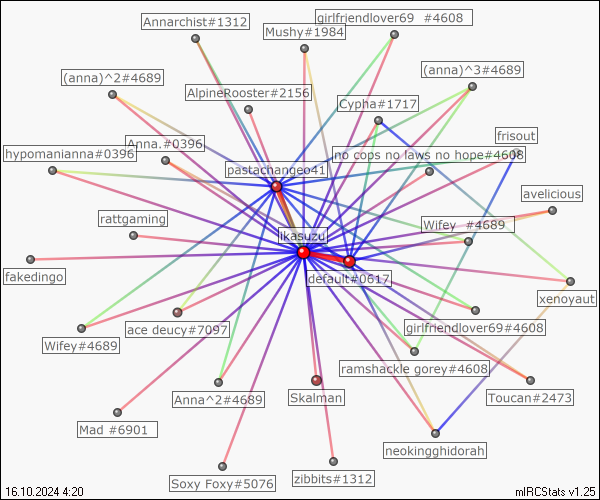 Annarchist#1312
girlfriendlover69 #4608
Mushy#1984
(anna)^2#4689
(anna)^3#4689
AlpineRooster#2156
Cypha#1717
frisout
Anna.#0396
hypomanianna#0396
no cops no laws no hope#4608
pastachangeo41
avelicious
rattgaming
Wifey #4689
ikasuzu
fakedingo
default#0617
xenoyaut
ace deucy#7097
girlfriendlover69#4608
Wifey#4689
ramshackle gorey#4608
Anna^2#4689
Skalman
Toucan#2473
Mad #6901
neokingghidorah
Soxy Foxy#5076
zibbits#1312
16.10.2024 4:20
mIRCStats v1.25